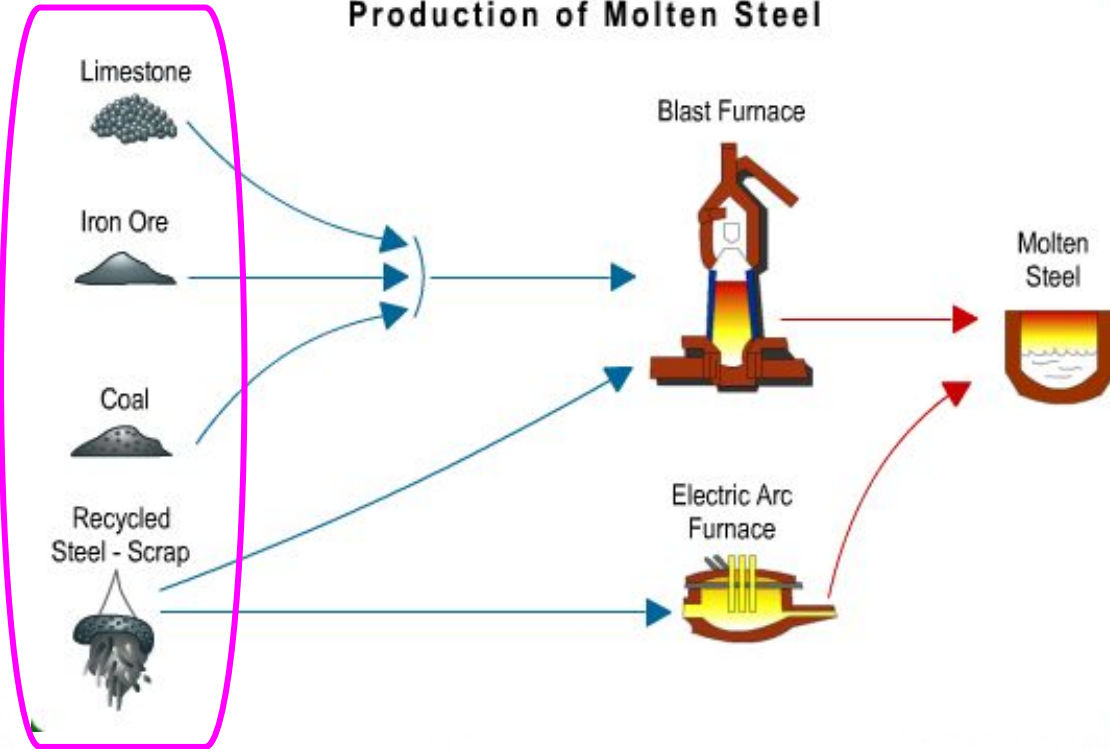 Production of Molten Steel
Limestone
Blast Furnace
Iron Ore
Molten
Steel
Coal
Recycled
Steel - Scrap
Electric Arc
Furnace